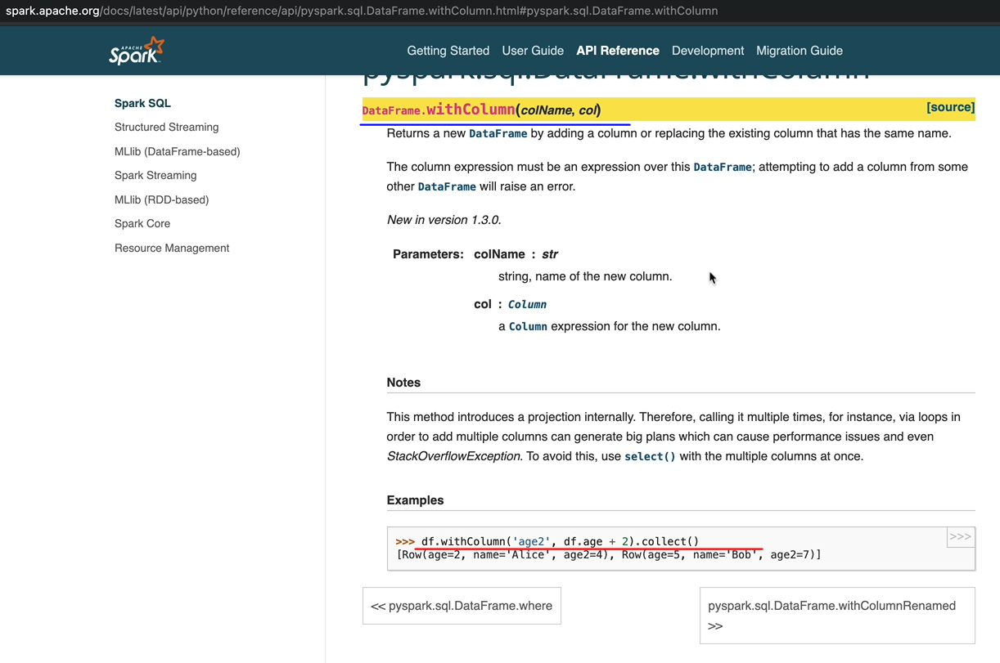 spark.apache.org/docs/latest/api/python/reference/api/pyspark.sql.DataFrame.withColumn.html#pyspark.sql.DataFrame.withColumn
APACHE
Spark
Getting Started User Guide API Reference Development Migration Guide
pyspark.sql.DataFrame.withColumn
Spark SQL
Structured Streaming
MLlib (DataFrame-based)
Spark Streaming
MLlib (RDD-based)
Spark Core
Resource Management
DataFrame.withColumn(colName, col) [source]
Returns a new DataFrame by adding a column or replacing the existing column that has the same name.
The column expression must be an expression over this DataFrame; attempting to add a column from some
other DataFrame will raise an error.
New in version 1.3.0.
Parameters: colName : str
string, name of the new column.
col : Column
a Column expression for the new column.
Notes
This method introduces a projection internally. Therefore, calling it multiple times, for instance, via loops in
order to add multiple columns can generate big plans which can cause performance issues and even
StackOverflowException. To avoid this, use select() with the multiple columns at once.
Examples
>>> df.withColumn('age2', df.age + 2).collect() >>>
[Row(age=2, name='Alice', age2=4), Row(age=5, name='Bob', age2=7)]
<< pyspark.sql.DataFrame.where
pyspark.sql.DataFrame.withColumnRenamed
>>